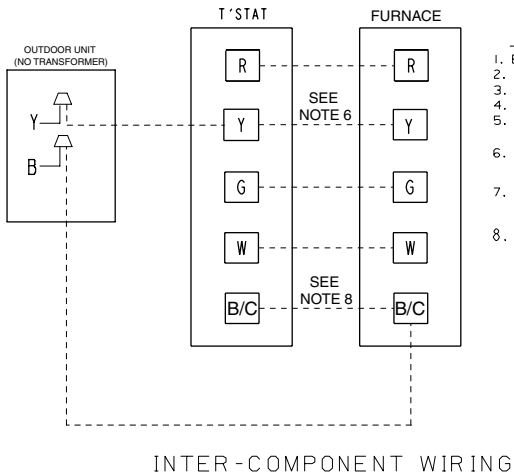 T'STAT
FURNACE
OUTDOOR UNIT
(NO TRANSFORMER)
Y
B
R
R
SEE
NOTE 6
Y
Y
G
G
W
W
SEE
NOTE 8
B/C
B/C
1. E
2.
3.
4.
5.
6.
7.
8.
INTER-COMPONENT WIRING